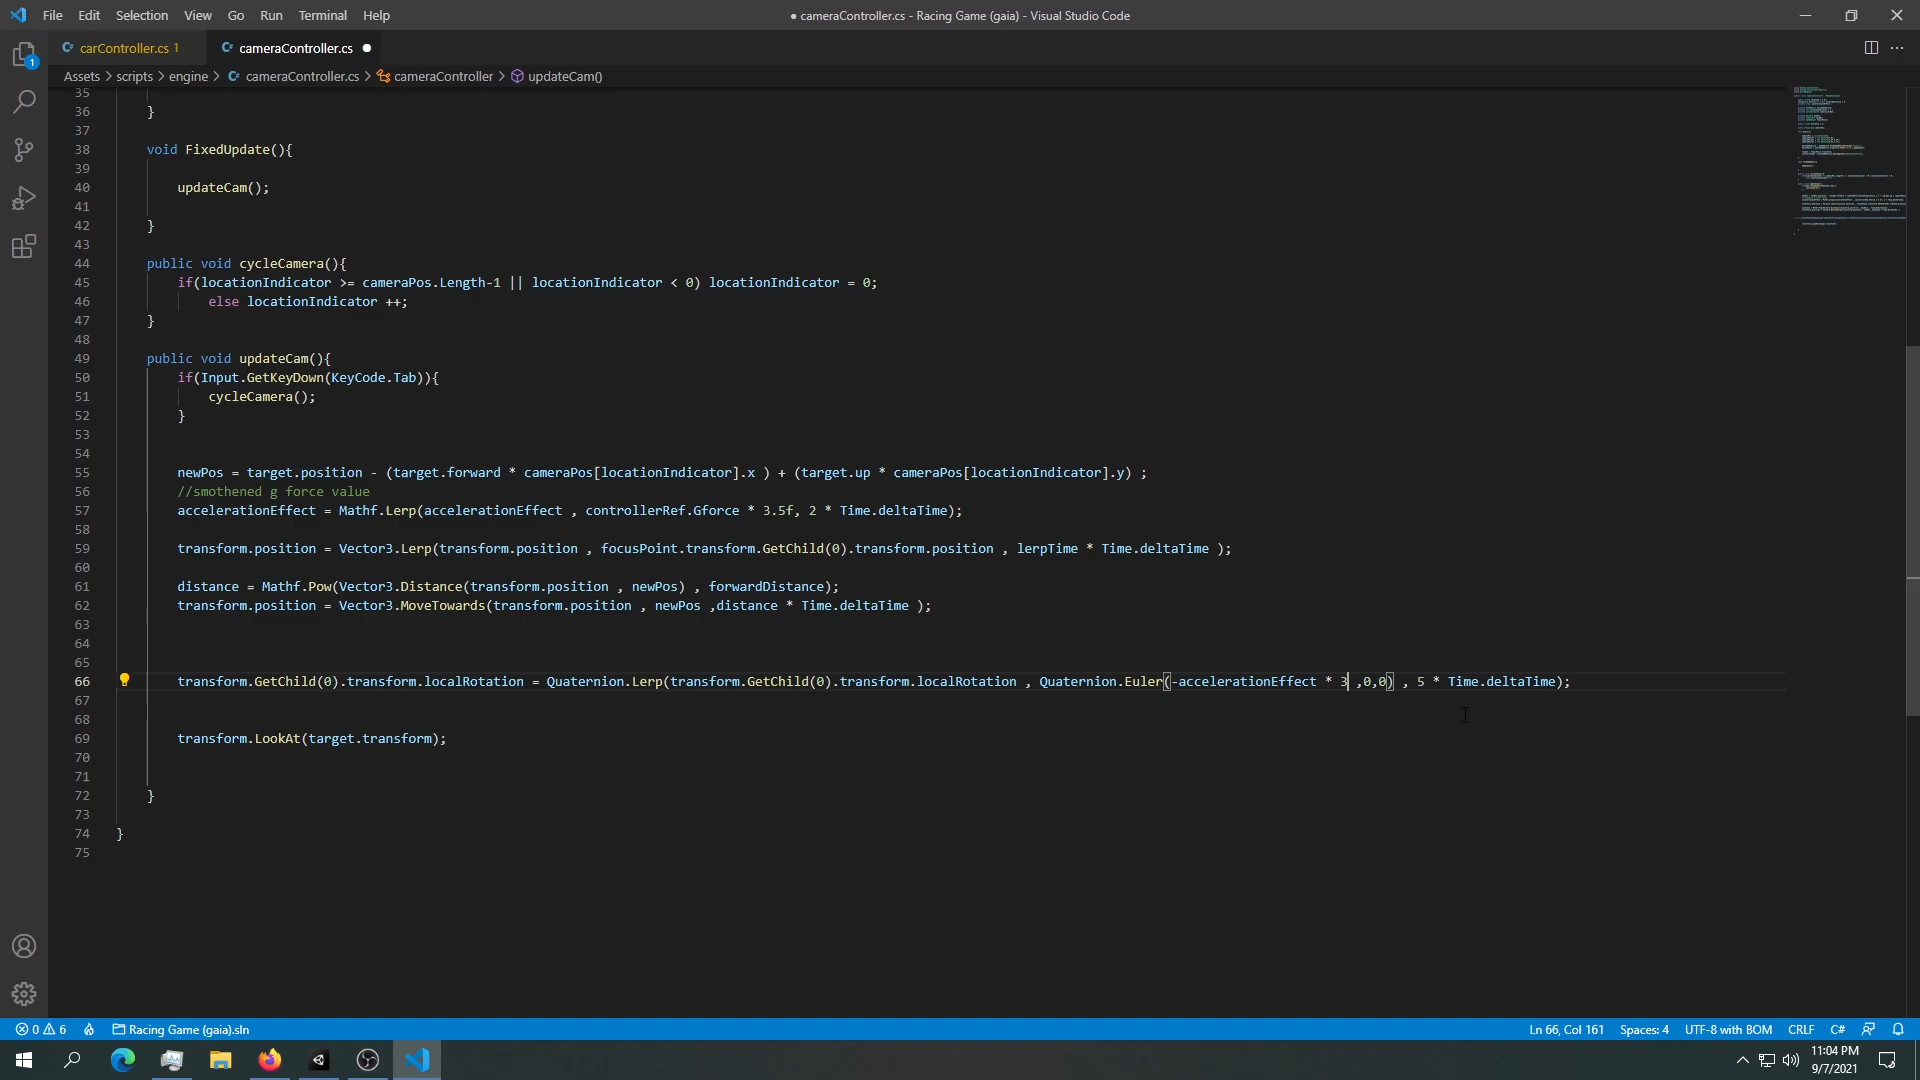 File Edit Selection View Go Run Terminal Help
● cameraController.cs - Racing Game (gaia) - Visual Studio Code
carController.cs 1
cameraController.cs ●
Assets > scripts > engine > cameraController.cs > cameraController > updateCam()
35
36 }
37
38 void FixedUpdate(){
39
40 updateCam();
41
42 }
43
44 public void cycleCamera(){
45 if(locationIndicator >= cameraPos.Length-1 || locationIndicator < 0) locationIndicator = 0;
46 else locationIndicator ++;
47 }
48
49 public void updateCam(){
50 if(Input.GetKeyDown(KeyCode.Tab)){
51 cycleCamera();
52 }
53
54
55 newPos = target.position - (target.forward * cameraPos[locationIndicator].x ) + (target.up * cameraPos[locationIndicator].y) ;
56 //smothened g force value
57 accelerationEffect = Mathf.Lerp(accelerationEffect , controllerRef.Gforce * 3.5f, 2 * Time.deltaTime);
58
59 transform.position = Vector3.Lerp(transform.position , focusPoint.transform.GetChild(0).transform.position , lerpTime * Time.deltaTime );
60
61 distance = Mathf.Pow(Vector3.Distance(transform.position , newPos) , forwardDistance);
62 transform.position = Vector3.MoveTowards(transform.position , newPos ,distance * Time.deltaTime );
63
64
65
66 transform.GetChild(0).transform.localRotation = Quaternion.Lerp(transform.GetChild(0).transform.localRotation , Quaternion.Euler(-accelerationEffect * 3 ,0,0) , 5 * Time.deltaTime);
67
68
69 transform.LookAt(target.transform);
70
71
72 }
73
74 }
75
1
0 6 Racing Game (gaia).sln
Ln 66, Col 161 Spaces: 4 UTF-8 with BOM CRLF C#
11:04 PM
9/7/2021